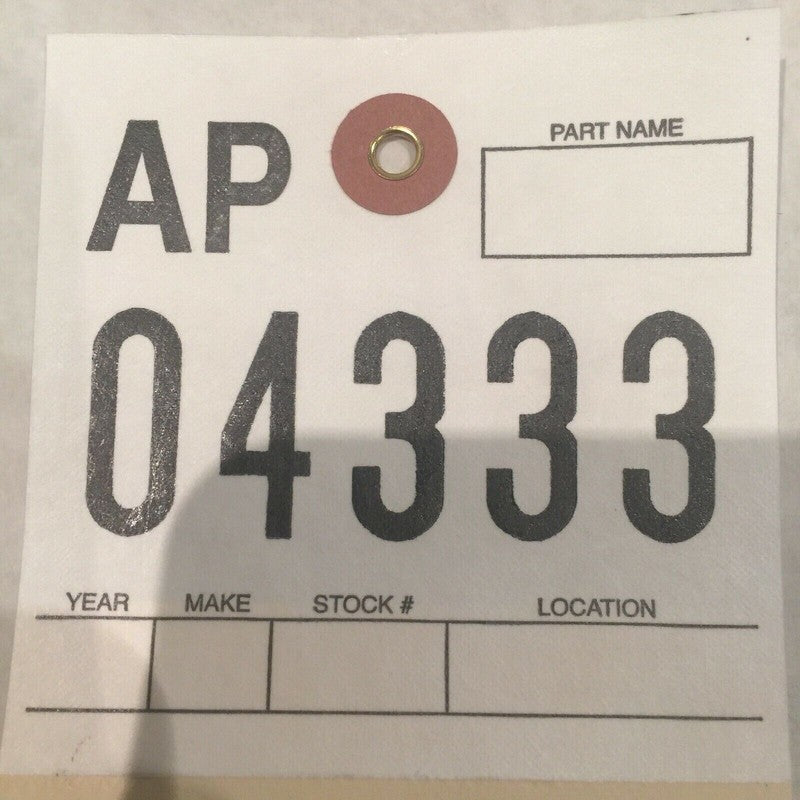 AP
PART NAME
04333
YEAR MAKE STOCK # LOCATION